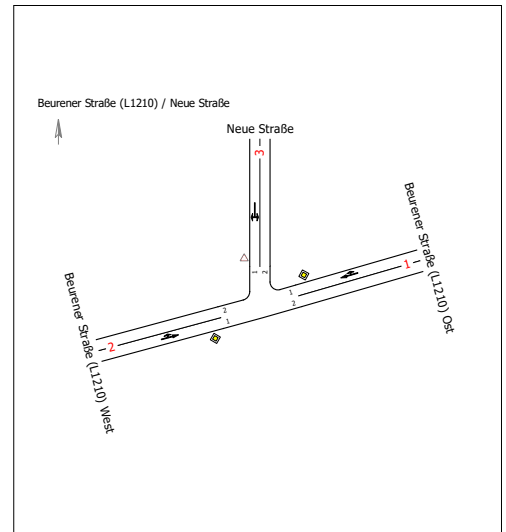 Beurener Straße (L1210) / Neue Straße
Neue Straße
3
Beurener
Straße (L1210) Ost
1
1
2
1
2
2
1
2
Beurener
Straße (L1210) West